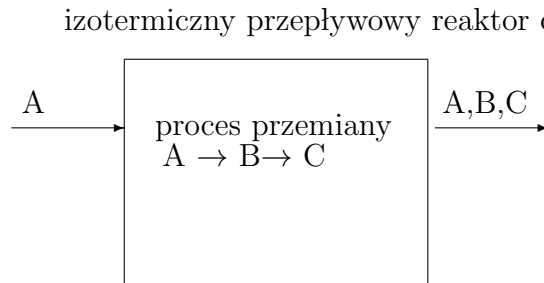 izotermiczny przepływowy reaktor
A
A,B,C
proces przemiany
A → B→ C